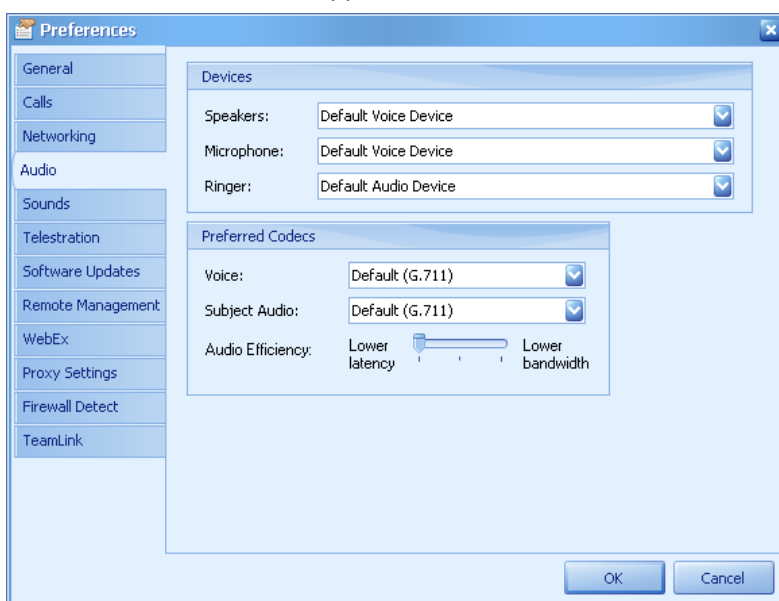 Preferences
General
Calls
Networking
Audio
Sounds
Telestration
Software Updates
Remote Management
WebEx
Proxy Settings
Firewall Detect
TeamLink
Devices
Speakers: Default Voice Device
Microphone: Default Voice Device
Ringer: Default Audio Device
Preferred Codecs
Voice: Default (G.711)
Subject Audio: Default (G.711)
Audio Efficiency: Lower latency Lower bandwidth
OK Cancel